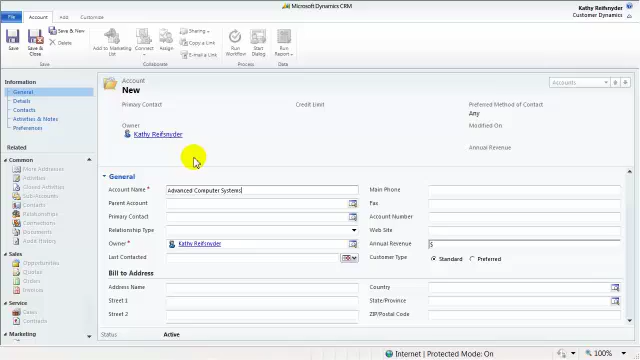 Microsoft Dynamics CRM
File Account Add Customize
Kathy Reifsnyder
Customer Dynamics
Save
Save & Close
Save & New
Delete
Save
Add to Marketing List
Connect
Assign
Sharing
Copy a Link
E-mail a Link
Collaborate
Run Workflow
Start Dialog
Process
Run Report
Data
Information
General
Details
Contacts
Activities & Notes
Preferences
Related
Common
More Addresses
Activities
Closed Activities
Sub-Accounts
Contacts
Relationships
Connections
Documents
Audit History
Sales
Opportunities
Quotes
Orders
Invoices
Service
Cases
Contracts
Marketing
Account
New
Accounts
Primary Contact
Credit Limit
Preferred Method of Contact
Any
Owner
Kathy Reifsnyder
Modified On
Annual Revenue
General
Account Name * Advanced Computer Systems
Main Phone
Parent Account
Fax
Primary Contact
Account Number
Relationship Type
Web Site
Owner * Kathy Reifsnyder
Annual Revenue $
Last Contacted
Customer Type Standard Preferred
Bill to Address
Address Name
Country
Street 1
State/Province
Street 2
ZIP/Postal Code
Status Active
Internet | Protected Mode: On
100%